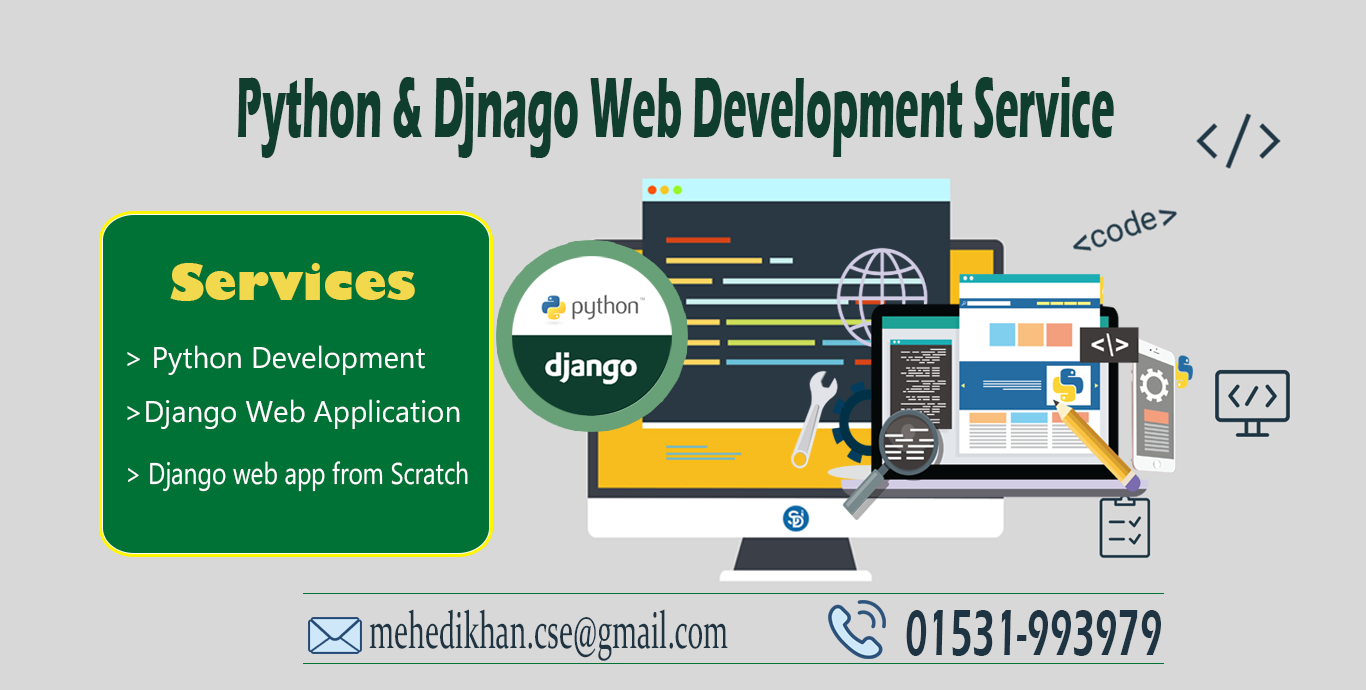 Python & Djnago Web Development Service
</>
<code>
Services
> Python Development
>Django Web Application
> Django web app from Scratch
python™
django
<\>
</>
mehedikhan.cse@gmail.com
01531-993979